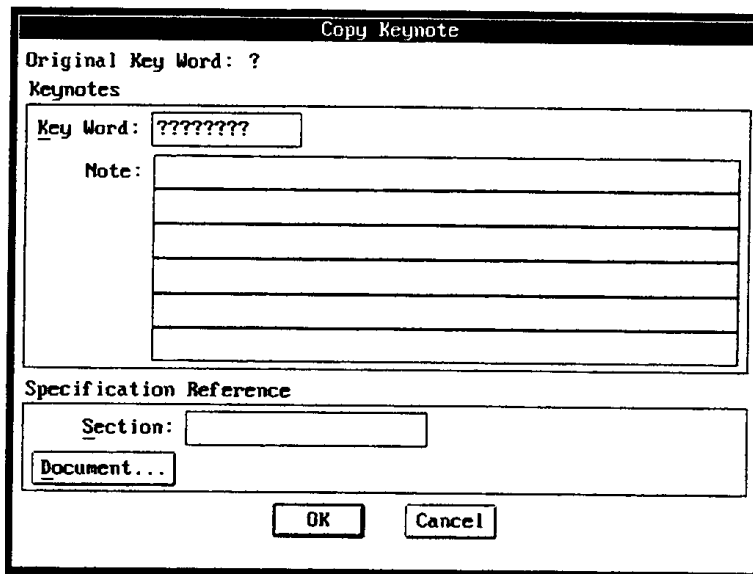 Copy Keynote
Original Key Word: ?
Keynotes
Key Word: ????????
Note:
Specification Reference
Section:
Document...
OK Cancel